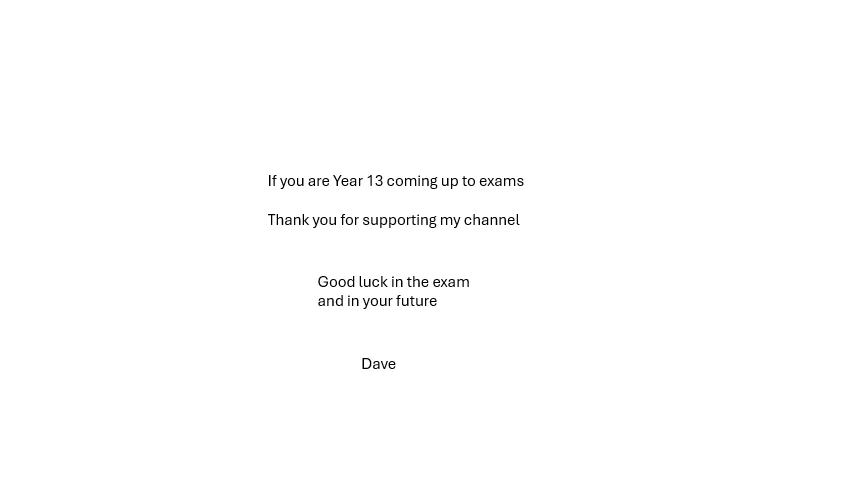 If you are Year 13 coming up to exams
Thank you for supporting my channel
Good luck in the exam
and in your future
Dave